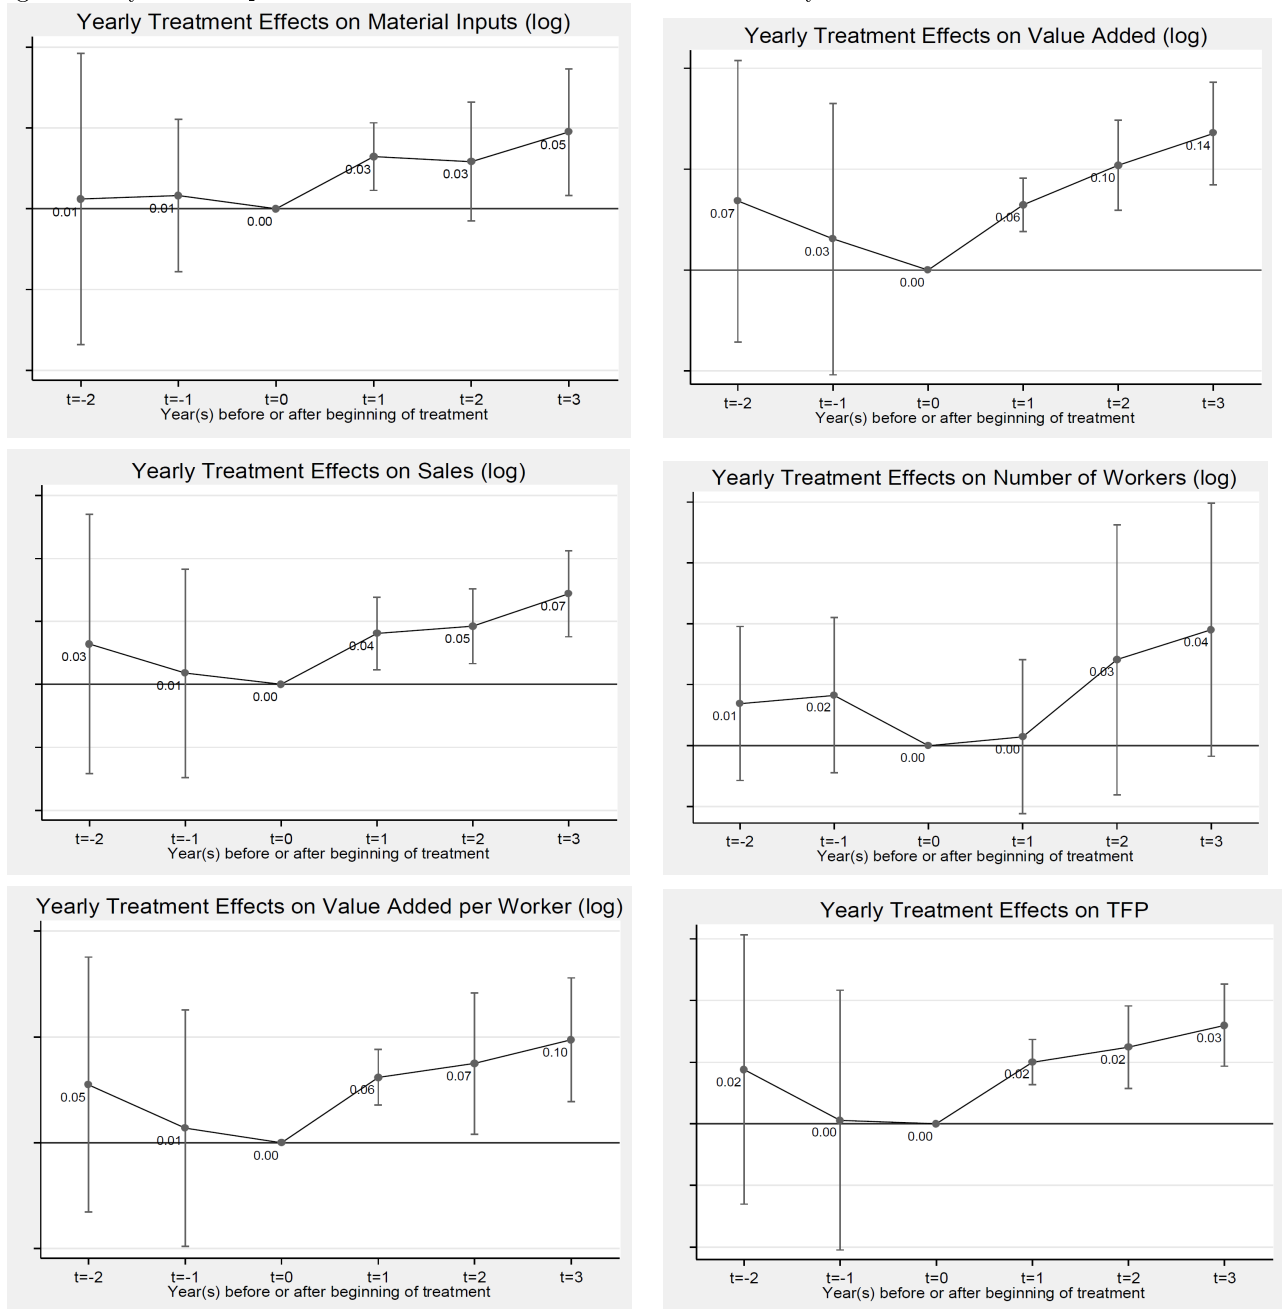 Yearly Treatment Effects on Material Inputs (log)
0.01
0.01
0.00
0.03
0.03
0.05
t=-2 t=-1 t=0 t=1 t=2 t=3
Year(s) before or after beginning of treatment
Yearly Treatment Effects on Value Added (log)
0.07
0.03
0.00
0.06
0.10
0.14
t=-2 t=-1 t=0 t=1 t=2 t=3
Year(s) before or after beginning of treatment
Yearly Treatment Effects on Sales (log)
0.03
0.01
0.00
0.04
0.05
0.07
t=-2 t=-1 t=0 t=1 t=2 t=3
Year(s) before or after beginning of treatment
Yearly Treatment Effects on Number of Workers (log)
0.01
0.02
0.00
0.00
0.03
0.04
t=-2 t=-1 t=0 t=1 t=2 t=3
Year(s) before or after beginning of treatment
Yearly Treatment Effects on Value Added per Worker (log)
0.05
0.01
0.00
0.06
0.07
0.10
t=-2 t=-1 t=0 t=1 t=2 t=3
Year(s) before or after beginning of treatment
Yearly Treatment Effects on TFP
0.02
0.00
0.00
0.02
0.02
0.03
t=-2 t=-1 t=0 t=1 t=2 t=3
Year(s) before or after beginning of treatment